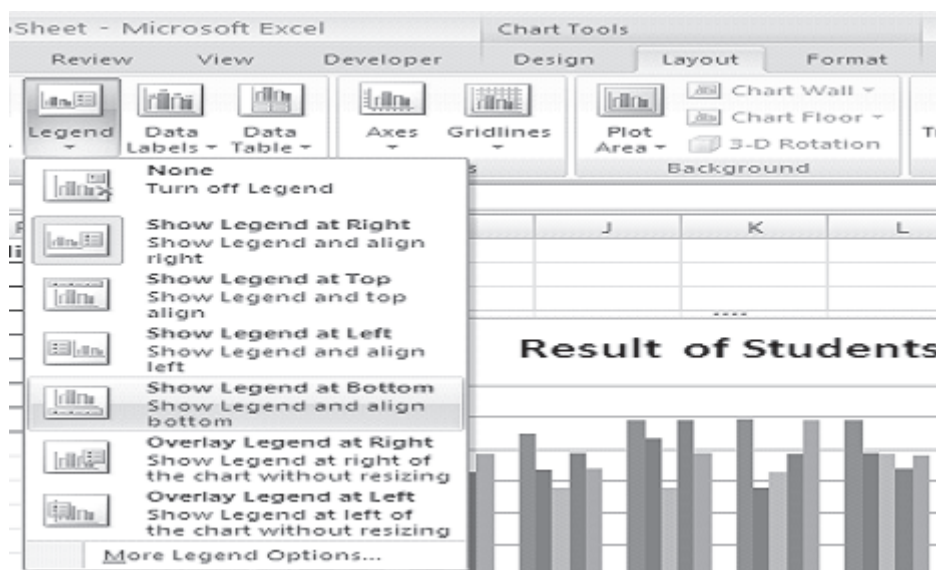 Sheet - Microsoft Excel
Chart Tools
Review View Developer Design Layout Format
Legend
Data Labels
Data Table
Axes
Gridlines
Plot Area
Chart Wall
Chart Floor
3-D Rotation
Background
None
Turn off Legend
Show Legend at Right
Show Legend and align
right
Show Legend at Top
Show Legend and top
align
Show Legend at Left
Show Legend and align
left
Show Legend at Bottom
Show Legend and align
bottom
Overlay Legend at Right
Show Legend at right of
the chart without resizing
Overlay Legend at Left
Show Legend at left of
the chart without resizing
More Legend Options...
J K L
Result of Students